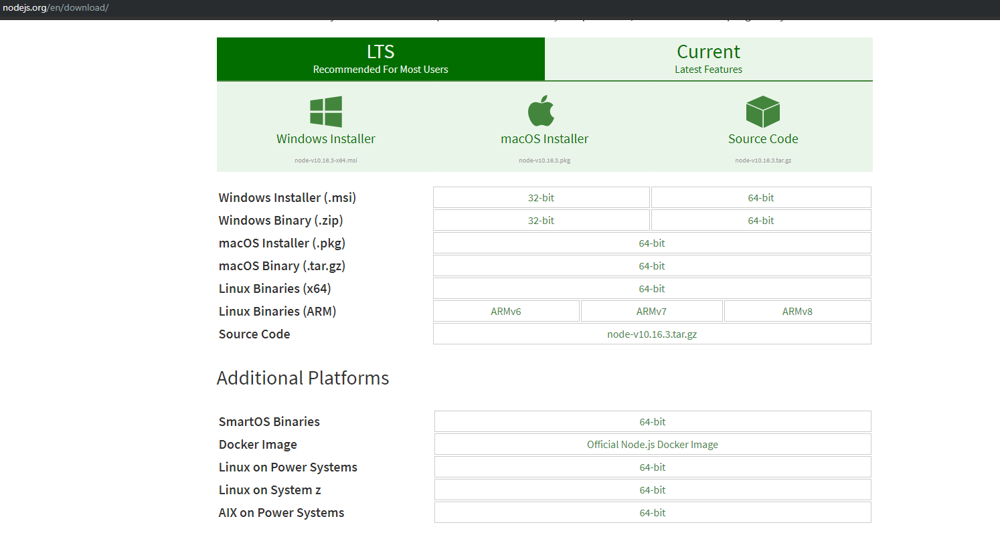 nodejs.org/en/download/
LTS
Recommended For Most Users
Current
Latest Features
Windows Installer
node-v10.16.3-x64.msi
macOS Installer
node-v10.16.3.pkg
Source Code
node-v10.16.3.tar.gz
Windows Installer (.msi) 32-bit 64-bit
Windows Binary (.zip) 32-bit 64-bit
macOS Installer (.pkg) 64-bit
macOS Binary (.tar.gz) 64-bit
Linux Binaries (x64) 64-bit
Linux Binaries (ARM) ARMv6 ARMv7 ARMv8
Source Code node-v10.16.3.tar.gz
Additional Platforms
SmartOS Binaries 64-bit
Docker Image Official Node.js Docker Image
Linux on Power Systems 64-bit
Linux on System z 64-bit
AIX on Power Systems 64-bit